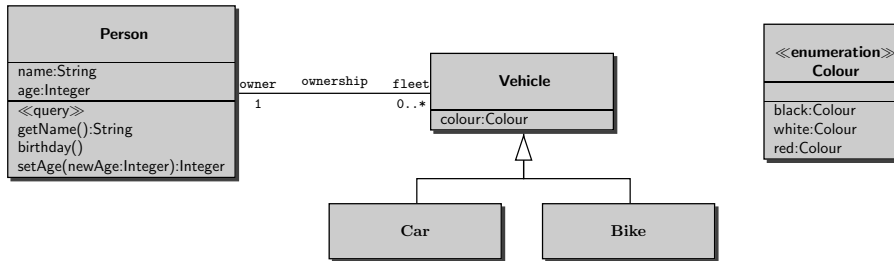 Person
name:String
age:Integer
≪query≫
getName():String
birthday()
setAge(newAge:Integer):Integer
owner
ownership
fleet
1
0..*
Vehicle
colour:Colour
Car
Bike
≪enumeration≫
Colour
black:Colour
white:Colour
red:Colour